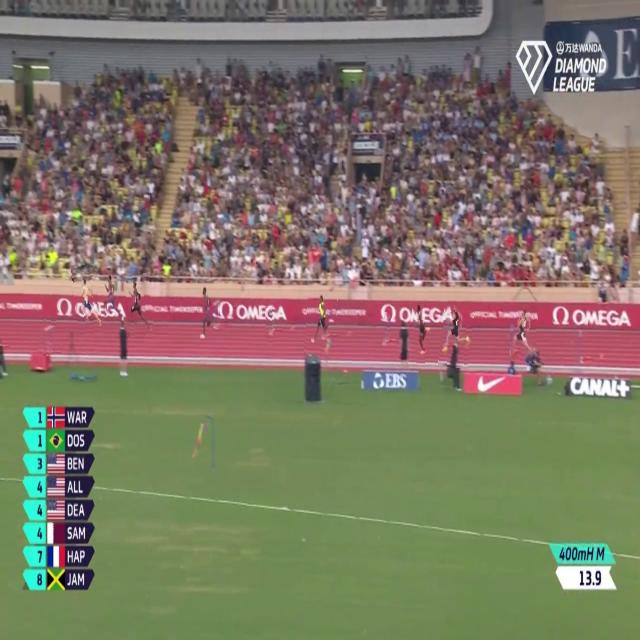 万达WANDA
DIAMOND
LEAGUE
E
OFFICIAL TIMEKEEPER
Ω OMEGA
Ω OMEGA
Ω OMEGA
OFFICIAL TIMEKEEPER
Ω OMEGA
EBS
CANAL+
1 WAR
1 DOS
3 BEN
4 ALL
4 DEA
4 SAM
7 HAP
8 JAM
400mH M
13.9